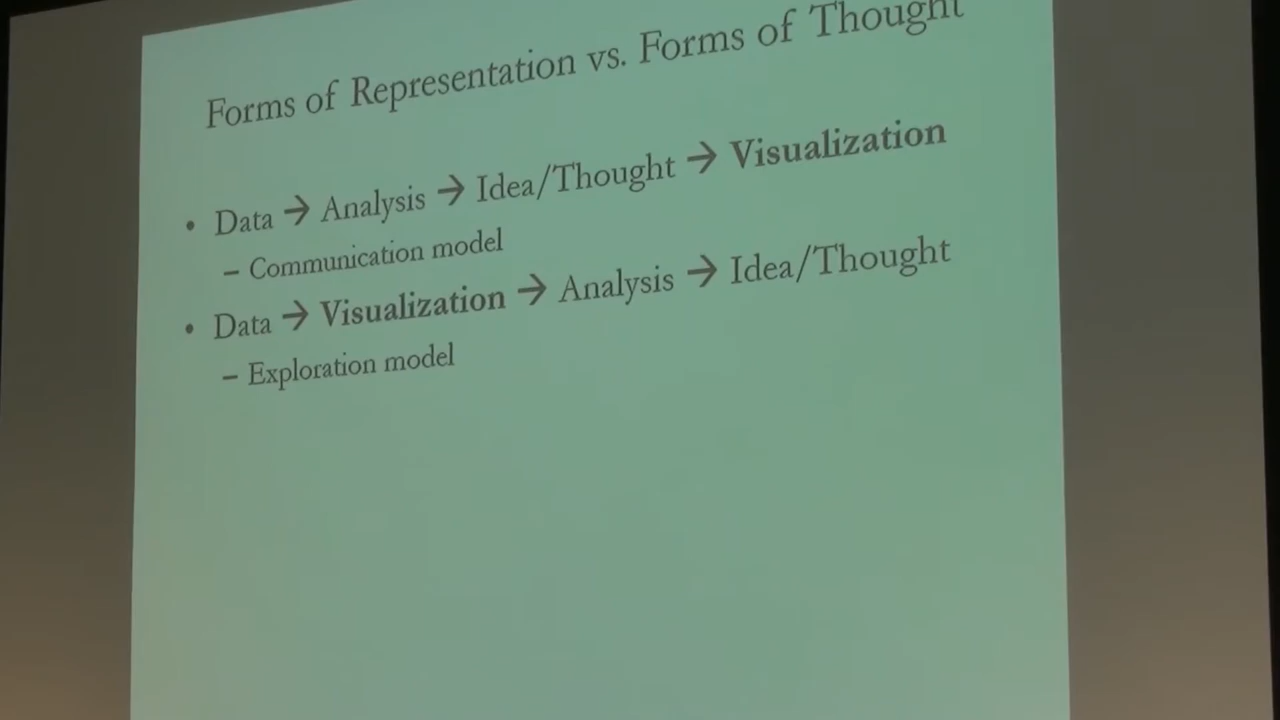 Forms of Representation vs. Forms of Thought
• Data → Analysis → Idea/Thought → Visualization
– Communication model
• Data → Visualization → Analysis → Idea/Thought
– Exploration model